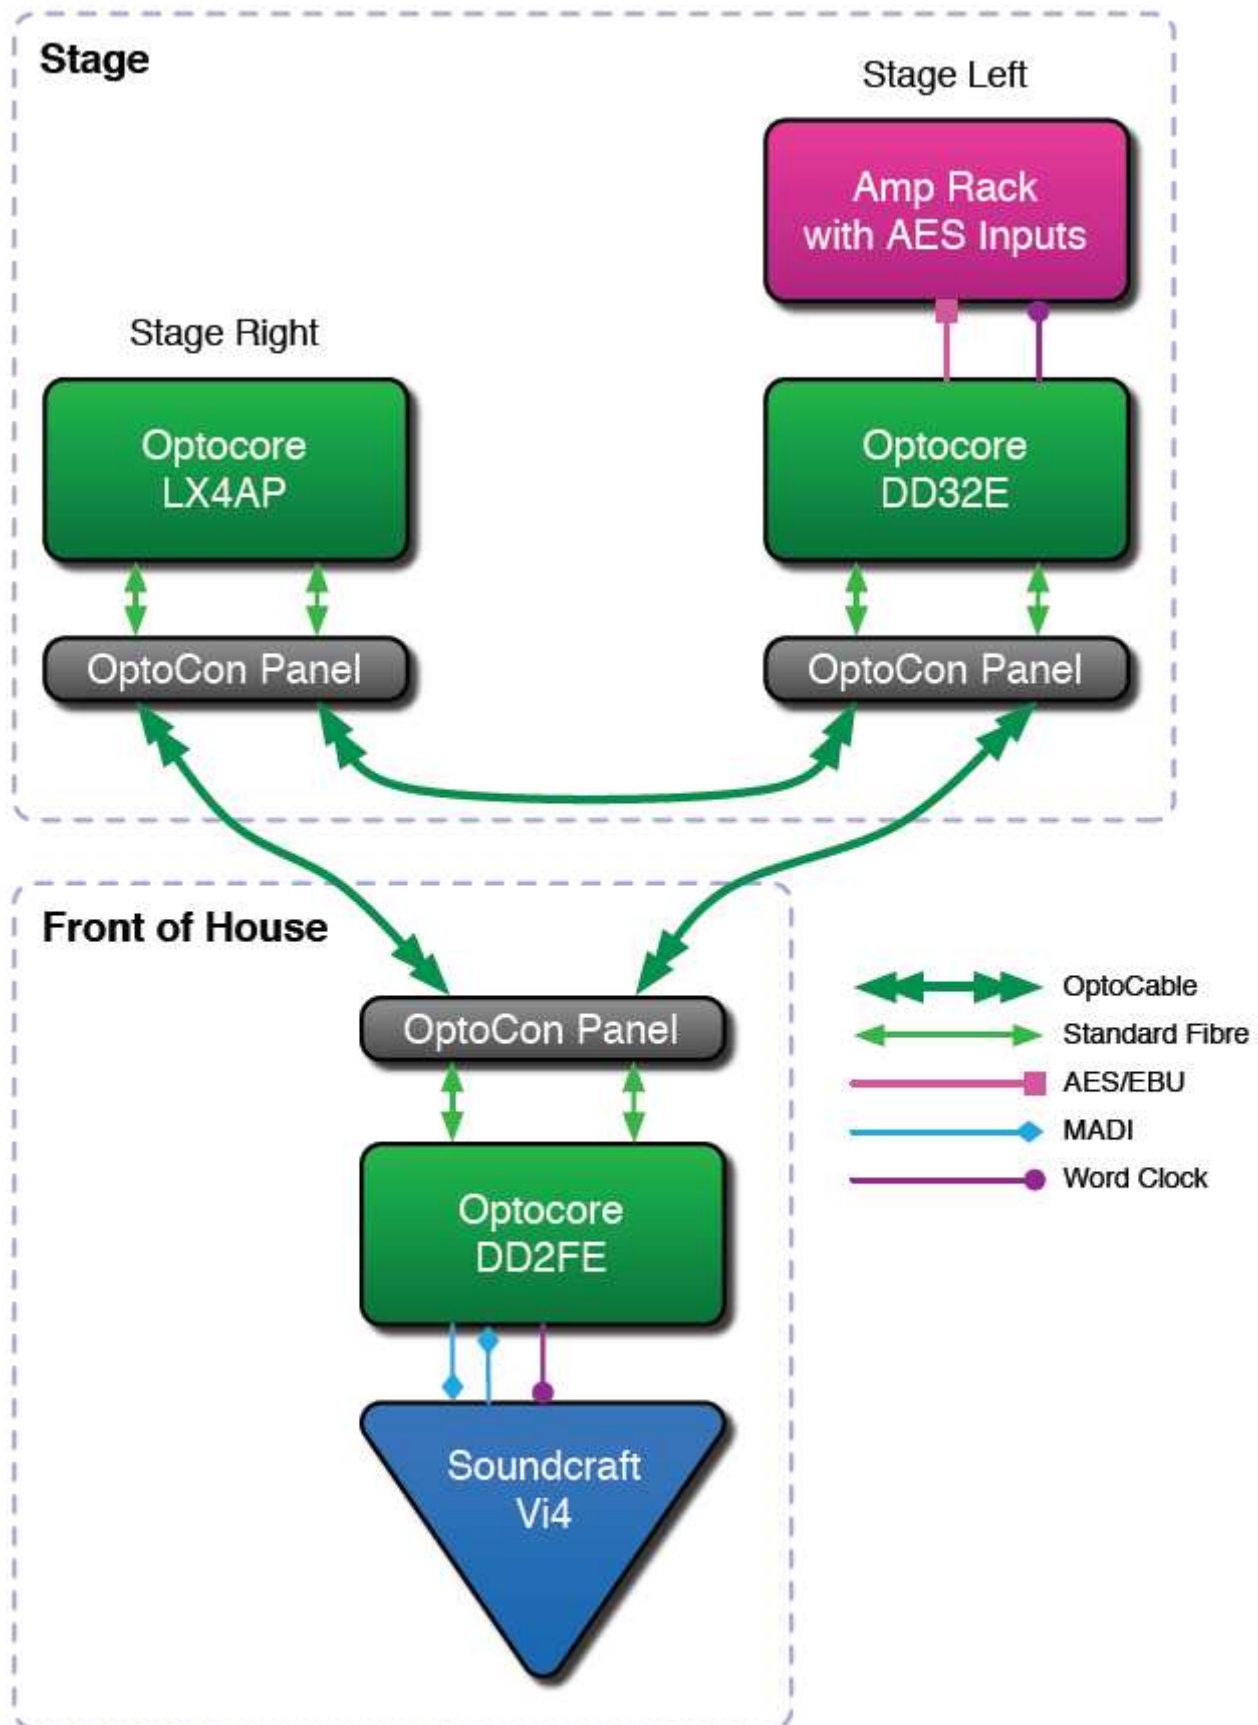 Stage
Stage Left
Amp Rack
with AES Inputs
Stage Right
Optocore
LX4AP
Optocore
DD32E
OptoCon Panel
OptoCon Panel
Front of House
OptoCon Panel
OptoCable
Standard Fibre
AES/EBU
MADI
Word Clock
Optocore
DD2FE
Soundcraft
Vi4